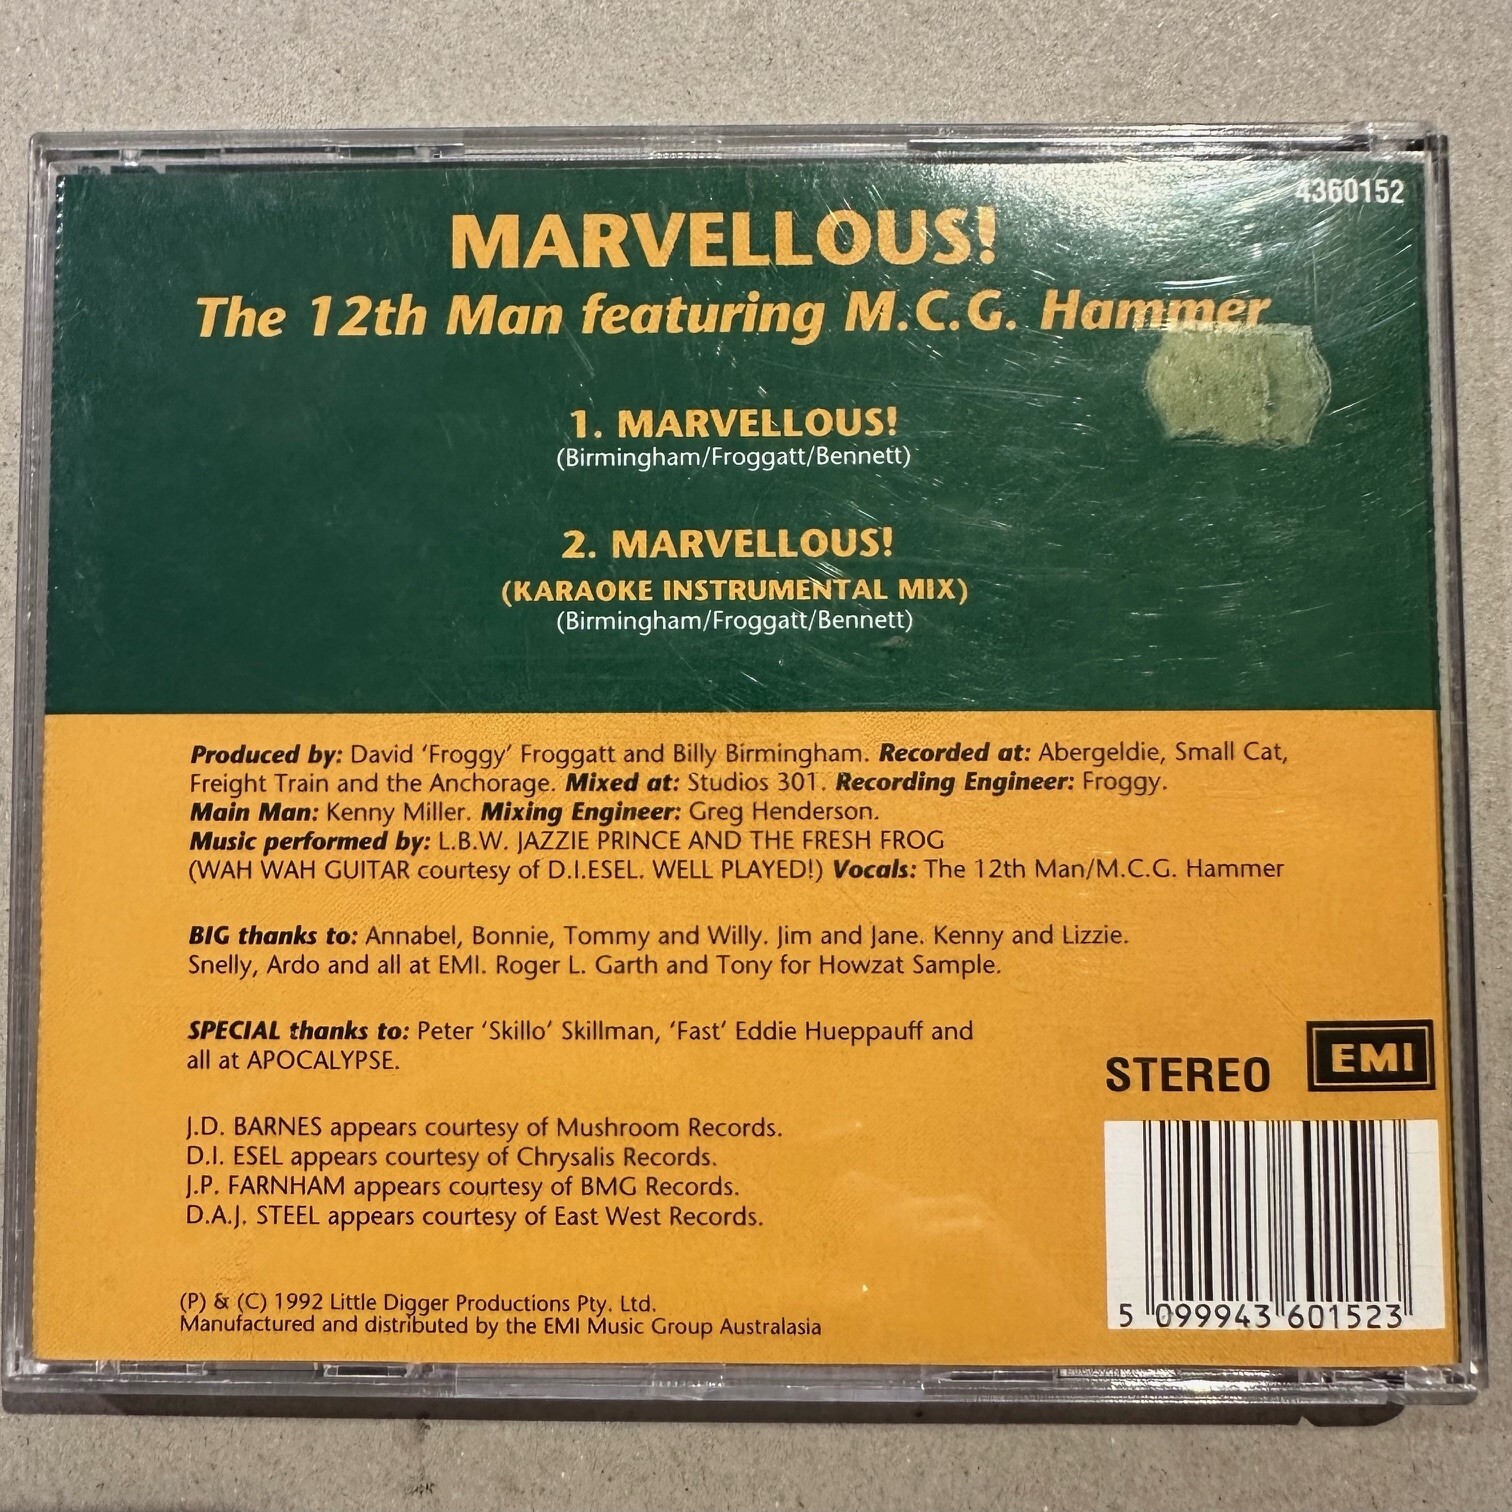 4360152
MARVELLOUS!
The 12th Man featuring M.C.G. Hammer
1. MARVELLOUS!
(Birmingham/Froggatt/Bennett)
2. MARVELLOUS!
(KARAOKE INSTRUMENTAL MIX)
(Birmingham/Froggatt/Bennett)
Produced by: David ‘Froggy’ Froggatt and Billy Birmingham. Recorded at: Abergeldie, Small Cat,
Freight Train and the Anchorage. Mixed at: Studios 301. Recording Engineer: Froggy.
Main Man: Kenny Miller. Mixing Engineer: Greg Henderson.
Music performed by: L.B.W. JAZZIE PRINCE AND THE FRESH FROG
(WAH WAH GUITAR courtesy of D.I.ESEL. WELL PLAYED!) Vocals: The 12th Man/M.C.G. Hammer
BIG thanks to: Annabel, Bonnie, Tommy and Willy. Jim and Jane. Kenny and Lizzie.
Snelly, Ardo and all at EMI. Roger L. Garth and Tony for Howzat Sample.
SPECIAL thanks to: Peter ‘Skillo’ Skillman, ‘Fast’ Eddie Hueppauff and
all at APOCALYPSE.
STEREO EMI
J.D. BARNES appears courtesy of Mushroom Records.
D.I. ESEL appears courtesy of Chrysalis Records.
J.P. FARNHAM appears courtesy of BMG Records.
D.A.J. STEEL appears courtesy of East West Records.
(P) & (C) 1992 Little Digger Productions Pty. Ltd.
Manufactured and distributed by the EMI Music Group Australasia
5 099943 601523